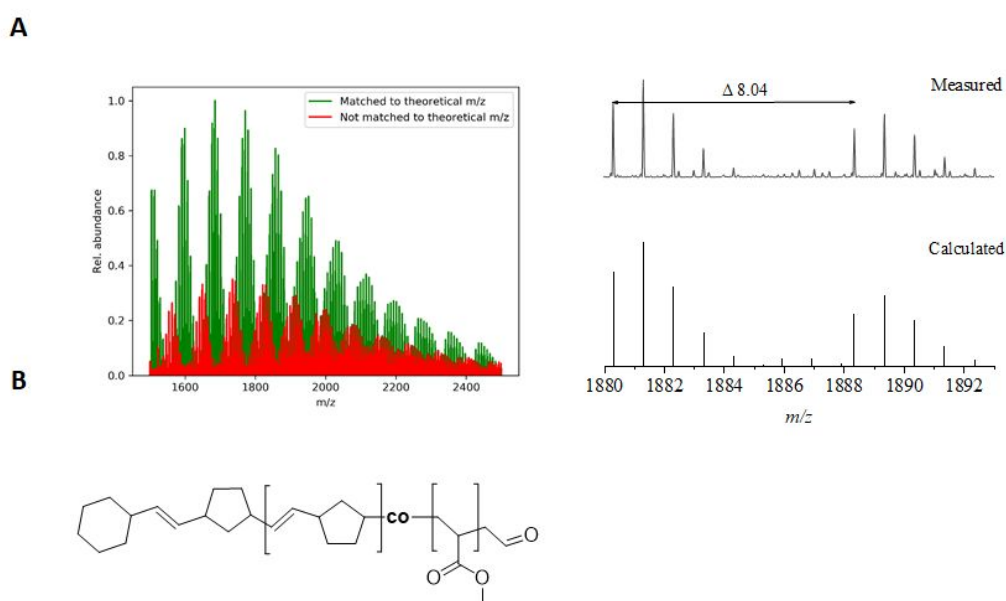 A
Matched to theoretical m/z
Not matched to theoretical m/z
Rel. abundance
1.0
0.8
0.6
0.4
0.2
0.0
1600 1800 2000 2200 2400
m/z
Δ 8.04
Measured
Calculated
1880 1882 1884 1886 1888 1890 1892
m/z
B
co
O
O
O